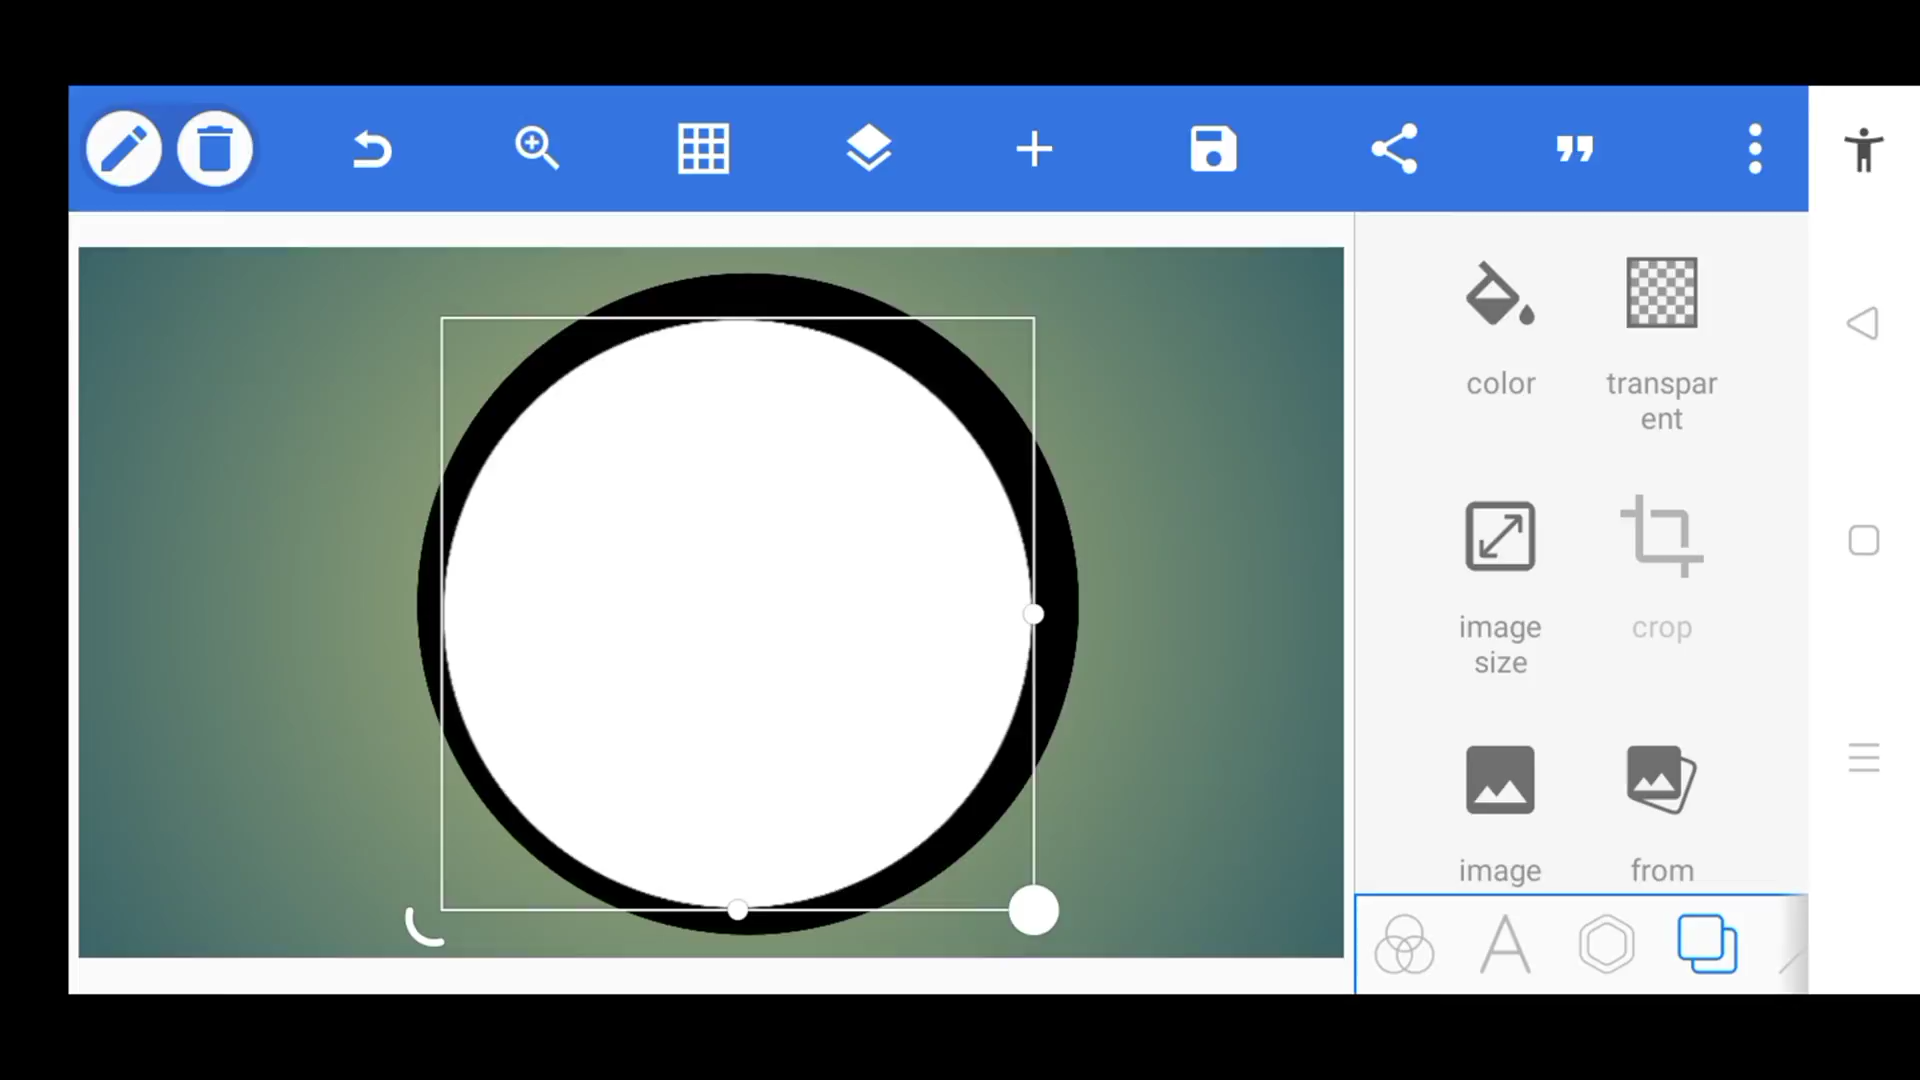 color
transpar
ent
image
size
crop
image
from